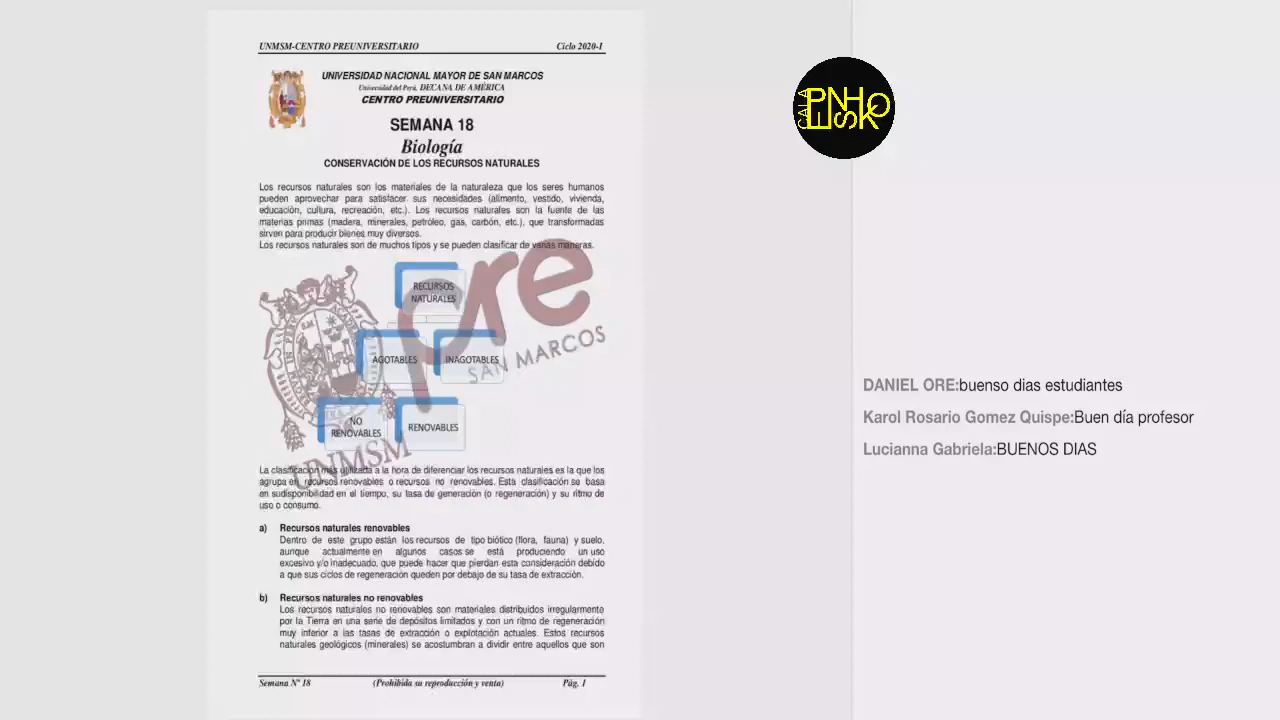 UNMSM-CENTRO PREUNIVERSITARIO Ciclo 2020-I
UNIVERSIDAD NACIONAL MAYOR DE SAN MARCOS
Universidad del Perú, DECANA DE AMÉRICA
CENTRO PREUNIVERSITARIO
SEMANA 18
Biología
CONSERVACIÓN DE LOS RECURSOS NATURALES
Los recursos naturales son los materiales de la naturaleza que los seres humanos
pueden aprovechar para satisfacer sus necesidades (alimento, vestido, vivienda,
educación, cultura, recreación, etc.). Los recursos naturales son la fuente de las
materias primas (madera, minerales, petróleo, gas, carbón, etc.), que transformadas
sirven para producir bienes muy diversos.
Los recursos naturales son de muchos tipos y se pueden clasificar de varias maneras.
RECURSOS
NATURALES
AGOTABLES INAGOTABLES
NO
RENOVABLES
RENOVABLES
pre
SAN MARCOS
UNMSM
La clasificación más utilizada a la hora de diferenciar los recursos naturales es la que los
agrupa en recursos renovables o recursos no renovables. Esta clasificación se basa
en su disponibilidad en el tiempo, su tasa de generación (o regeneración) y su ritmo de
uso o consumo.
a) Recursos naturales renovables
Dentro de este grupo están los recursos de tipo biótico (flora, fauna) y suelo,
aunque actualmente en algunos casos se está produciendo un uso
excesivo y/o inadecuado, que puede hacer que pierdan esta consideración debido
a que sus ciclos de regeneración queden por debajo de su tasa de extracción.
b) Recursos naturales no renovables
Los recursos naturales no renovables son materiales distribuidos irregularmente
por la Tierra en una serie de depósitos limitados y con un ritmo de regeneración
muy inferior a las tasas de extracción o explotación actuales. Estos recursos
naturales geológicos (minerales) se acostumbran a dividir entre aquellos que son
Semana Nº 18 (Prohibida su reproducción y venta) Pág. 1
CALA
PNH
ESKO
DANIEL ORE:buenso dias estudiantes
Karol Rosario Gomez Quispe:Buen día profesor
Lucianna Gabriela:BUENOS DIAS